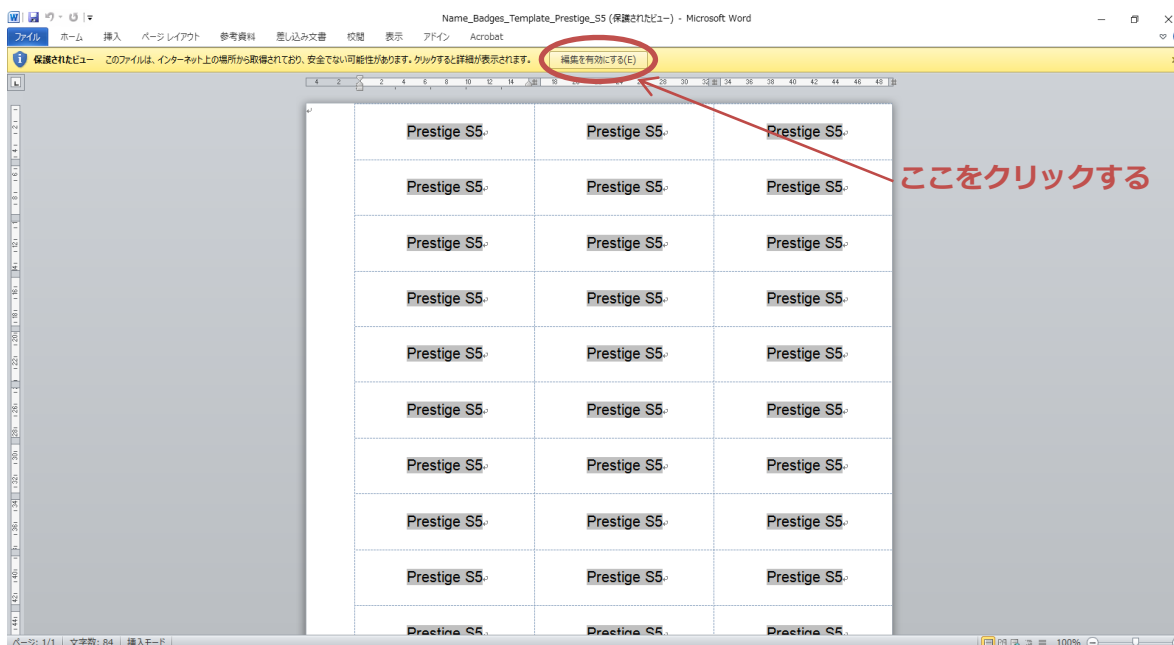 Name_Badges_Template_Prestige_S5 (保護されたビュー) - Microsoft Word
ファイル ホーム 挿入 ページ レイアウト 参考資料 差し込み文書 校閲 表示 アドイン Acrobat
保護されたビュー このファイルは、インターネット上の場所から取得されており、安全でない可能性があります。クリックすると詳細が表示されます。 編集を有効にする(E)
Prestige S5 Prestige S5 Prestige S5
ここをクリックする
Prestige S5 Prestige S5 Prestige S5
Prestige S5 Prestige S5 Prestige S5
Prestige S5 Prestige S5 Prestige S5
Prestige S5 Prestige S5 Prestige S5
Prestige S5 Prestige S5 Prestige S5
Prestige S5 Prestige S5 Prestige S5
Prestige S5 Prestige S5 Prestige S5
Prestige S5 Prestige S5 Prestige S5
Prestige S5 Prestige S5 Prestige S5
ページ: 1/1 文字数: 84 挿入モード 100%